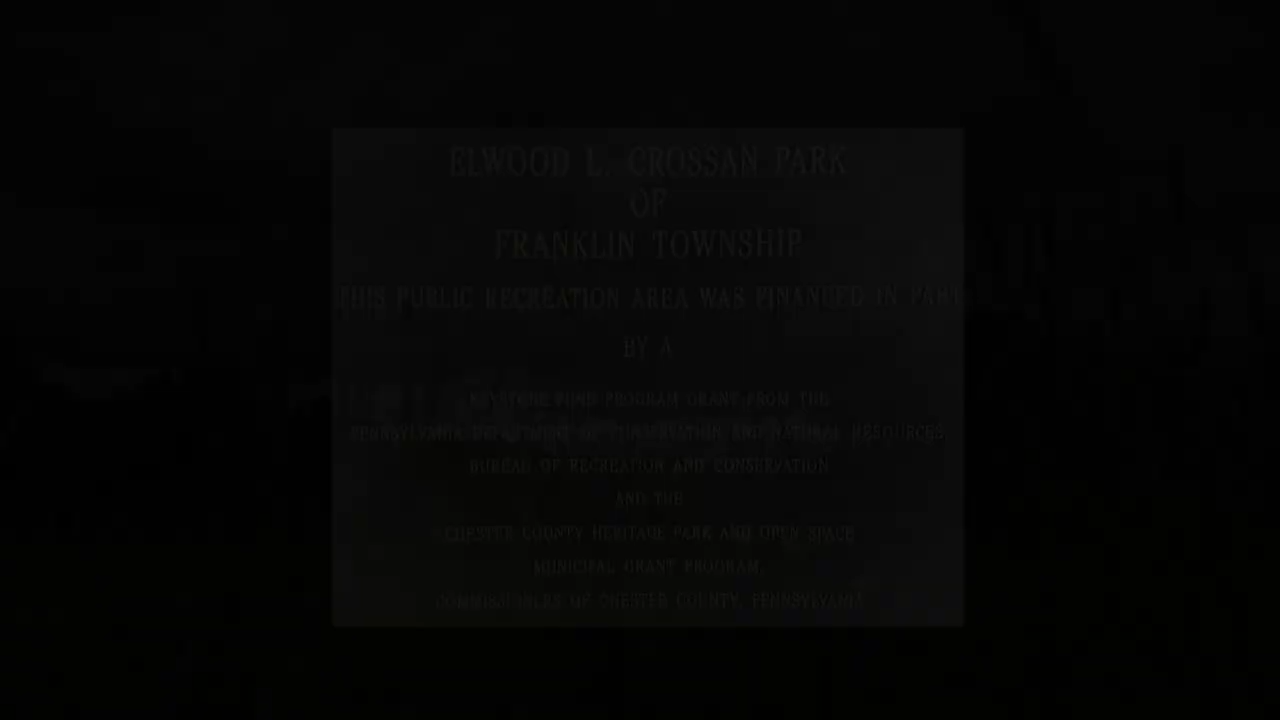 ELWOOD L. CROSSAN PARK
OF
FRANKLIN TOWNSHIP
THIS PUBLIC RECREATION AREA WAS FINANCED IN PART
BY A
KEYSTONE FUND PROGRAM GRANT FROM THE
PENNSYLVANIA DEPARTMENT OF CONSERVATION AND NATURAL RESOURCES,
BUREAU OF RECREATION AND CONSERVATION
AND THE
CHESTER COUNTY HERITAGE PARK AND OPEN SPACE
MUNICIPAL GRANT PROGRAM,
COMMISSIONERS OF CHESTER COUNTY, PENNSYLVANIA